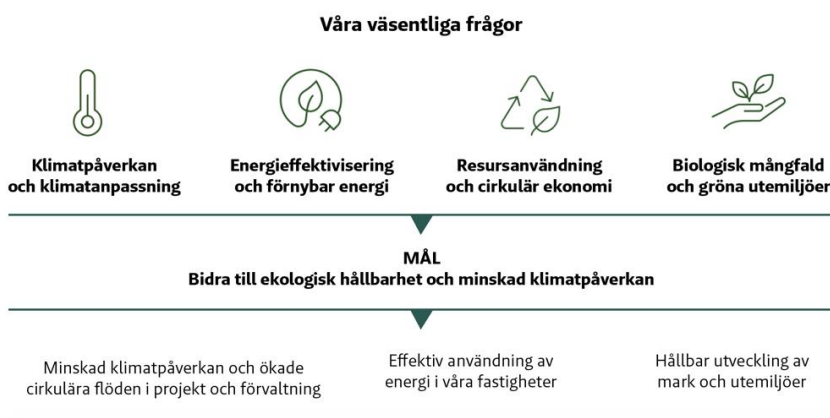 Våra väsentliga frågor
Klimatpåverkan
och klimatanpassning
Energieffektivisering
och förnybar energi
Resursanvändning
och cirkulär ekonomi
Biologisk mångfald
och gröna utemiljöer
MÅL
Bidra till ekologisk hållbarhet och minskad klimatpåverkan
Minskad klimatpåverkan och ökade
cirkulära flöden i projekt och förvaltning
Effektiv användning av
energi i våra fastigheter
Hållbar utveckling av
mark och utemiljöer